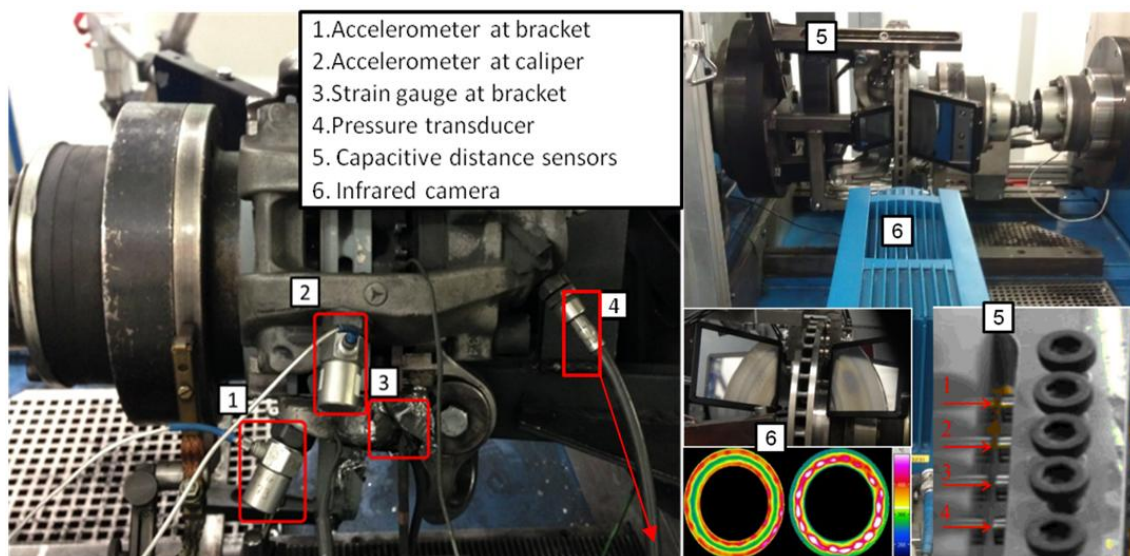 1.Accelerometer at bracket
2.Accelerometer at caliper
3.Strain gauge at bracket
4.Pressure transducer
5. Capacitive distance sensors
6. Infrared camera
5
2
4
6
3
1
5
1
2
3
4
6